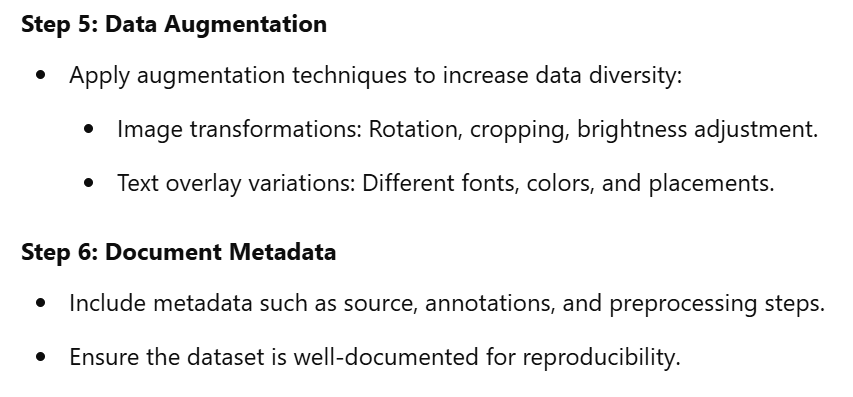 Step 5: Data Augmentation
Apply augmentation techniques to increase data diversity:
Image transformations: Rotation, cropping, brightness adjustment.
Text overlay variations: Different fonts, colors, and placements.
Step 6: Document Metadata
Include metadata such as source, annotations, and preprocessing steps.
Ensure the dataset is well-documented for reproducibility.